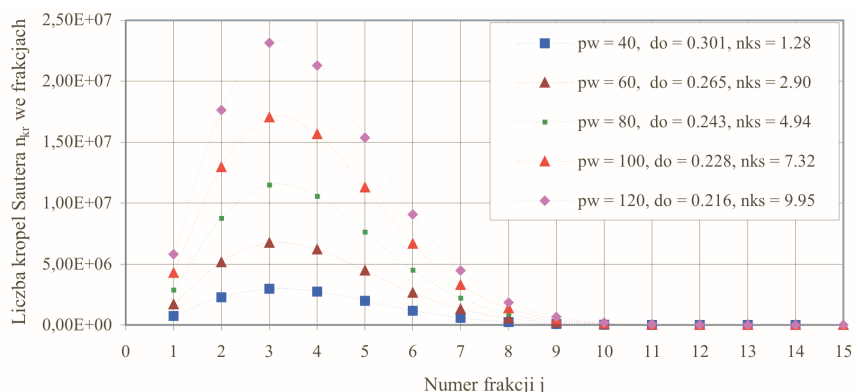 Liczba kropel Sautera nkr we frakcjach
2,50E+07
2,00E+07
1,50E+07
1,00E+07
5,00E+06
0,00E+00
pw = 40, do = 0.301, nks = 1.28
pw = 60, do = 0.265, nks = 2.90
pw = 80, do = 0.243, nks = 4.94
pw = 100, do = 0.228, nks = 7.32
pw = 120, do = 0.216, nks = 9.95
0 1 2 3 4 5 6 7 8 9 10 11 12 13 14 15
Numer frakcji j